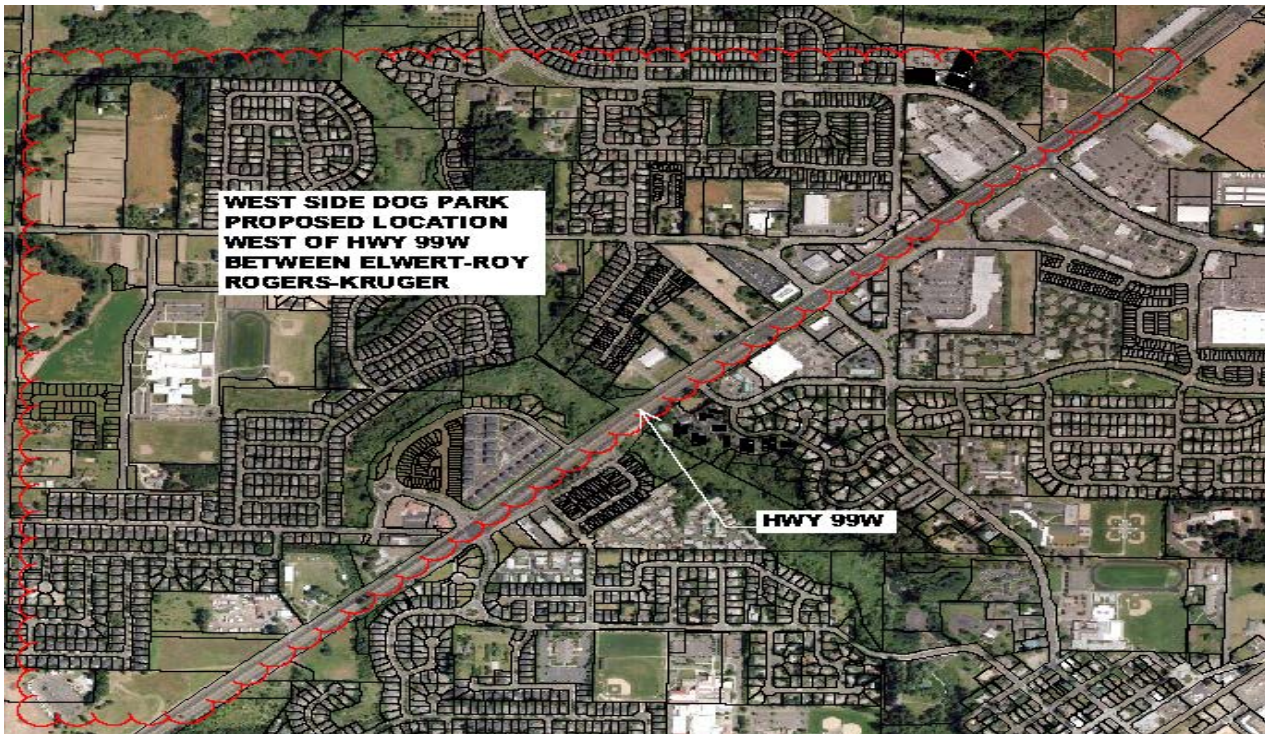 WEST SIDE DOG PARK
PROPOSED LOCATION
WEST OF HWY 99W
BETWEEN ELWERT-ROY
ROGERS-KRUGER
HWY 99W